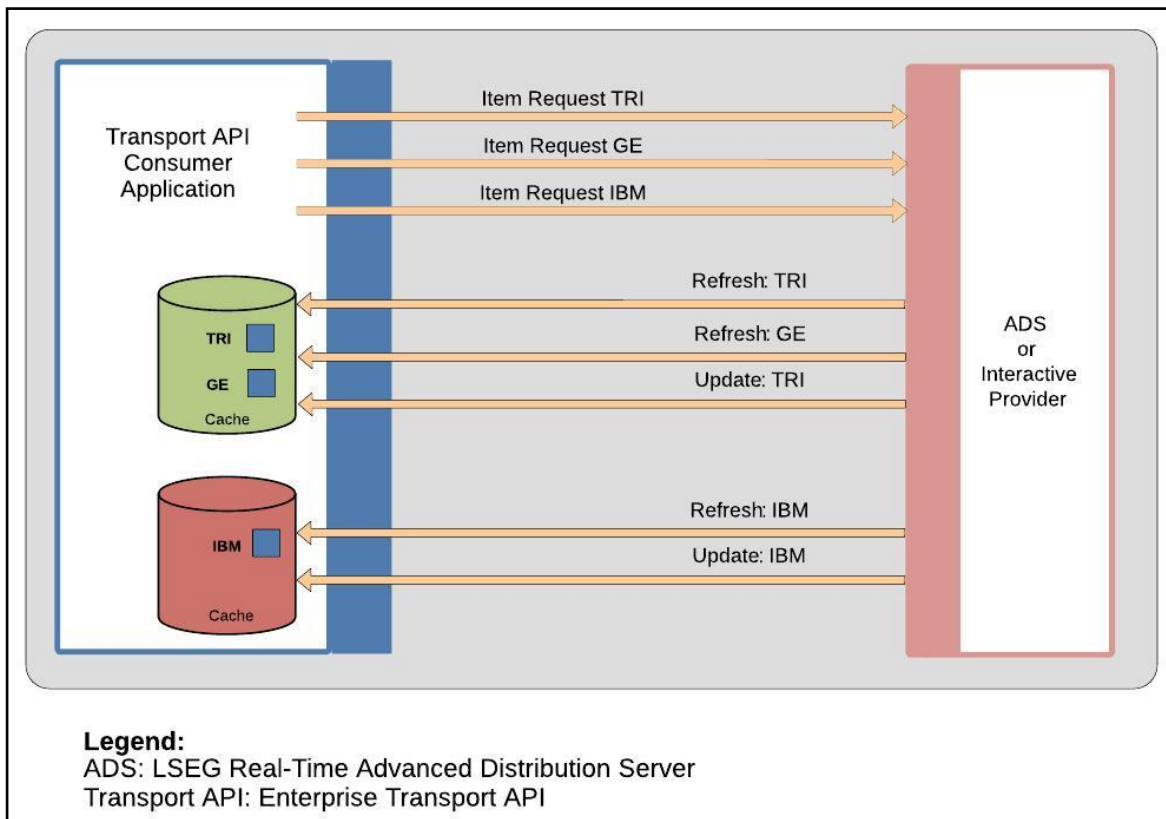 Transport API
Consumer
Application
Item Request TRI
Item Request GE
Item Request IBM
Refresh: TRI
Refresh: GE
Update: TRI
TRI
GE
Cache
Refresh: IBM
Update: IBM
IBM
Cache
ADS
or
Interactive
Provider
Legend:
ADS: LSEG Real-Time Advanced Distribution Server
Transport API: Enterprise Transport API